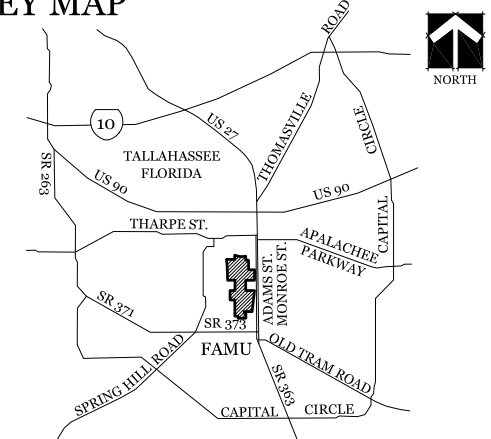 EY MAP
ROAD
NORTH
10
US 27
THOMASVILLE
CIRCLE
TALLAHASSEE
FLORIDA
SR 263
US 90
US 90
CAPITAL
THARPE ST.
APALACHEE
PARKWAY
ADAMS ST.
MONROE ST.
SR 371
SR 373
FAMU
OLD TRAM ROAD
SPRING HILL ROAD
SR 363
CAPITAL CIRCLE